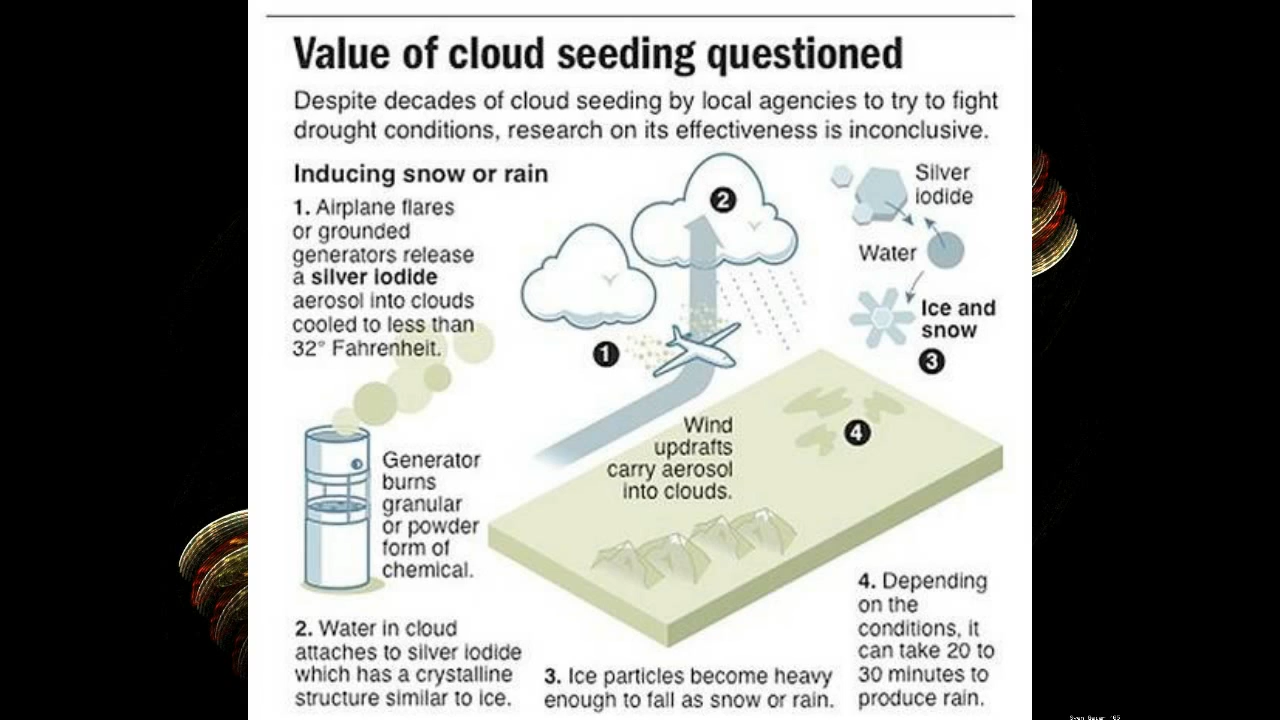 Value of cloud seeding questioned
Despite decades of cloud seeding by local agencies to try to fight
drought conditions, research on its effectiveness is inconclusive.
Inducing snow or rain
1. Airplane flares
or grounded
generators release
a silver iodide
aerosol into clouds
cooled to less than
32° Fahrenheit.
2
1
Silver
iodide
Water
Ice and
snow
3
4
Wind
updrafts
carry aerosol
into clouds.
Generator
burns
granular
or powder
form of
chemical.
2. Water in cloud
attaches to silver iodide
which has a crystalline
structure similar to ice.
3. Ice particles become heavy
enough to fall as snow or rain.
4. Depending
on the
conditions, it
can take 20 to
30 minutes to
produce rain.